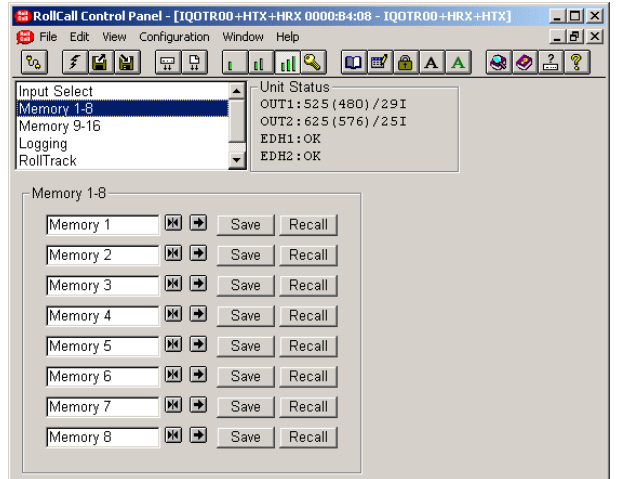 RollCall Control Panel - [IQOTR00+HTX+HRX 0000:B4:08 - IQOTR00+HRX+HTX]
File Edit View Configuration Window Help
A A ?
Input Select
Memory 1-8
Memory 9-16
Logging
RollTrack
Unit Status
OUT1:525(480)/29I
OUT2:625(576)/25I
EDH1:OK
EDH2:OK
Memory 1-8
Memory 1 Save Recall
Memory 2 Save Recall
Memory 3 Save Recall
Memory 4 Save Recall
Memory 5 Save Recall
Memory 6 Save Recall
Memory 7 Save Recall
Memory 8 Save Recall